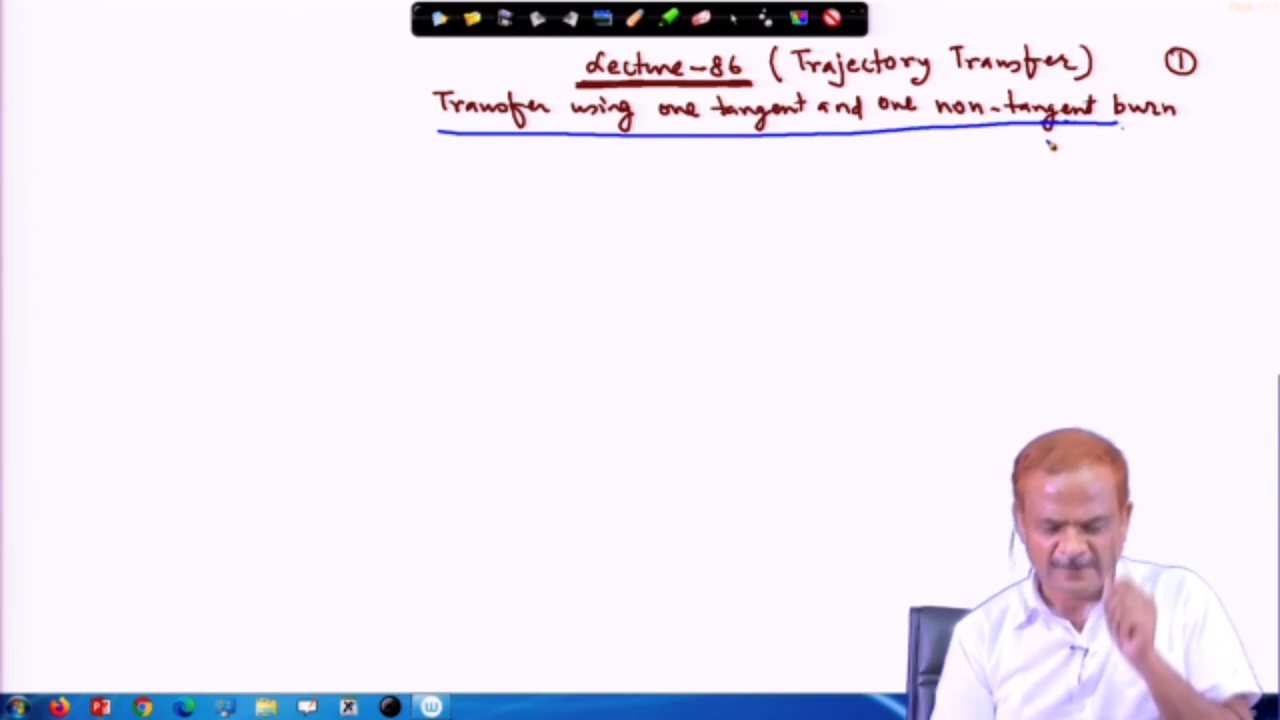 Lecture-86 (Trajectory Transfer) ①
Transfer using one tangent and one non-tangent burn